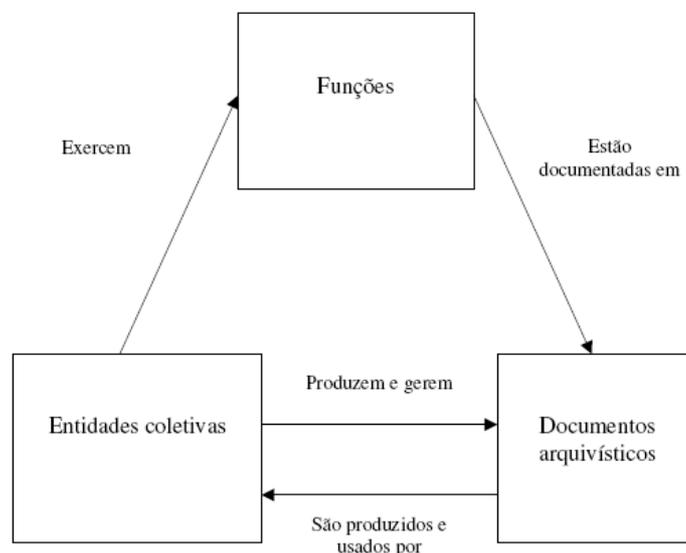 Funções
Exercem
Estão
documentadas em
Produzem e gerem
Entidades coletivas
Documentos
arquivísticos
São produzidos e
usados por